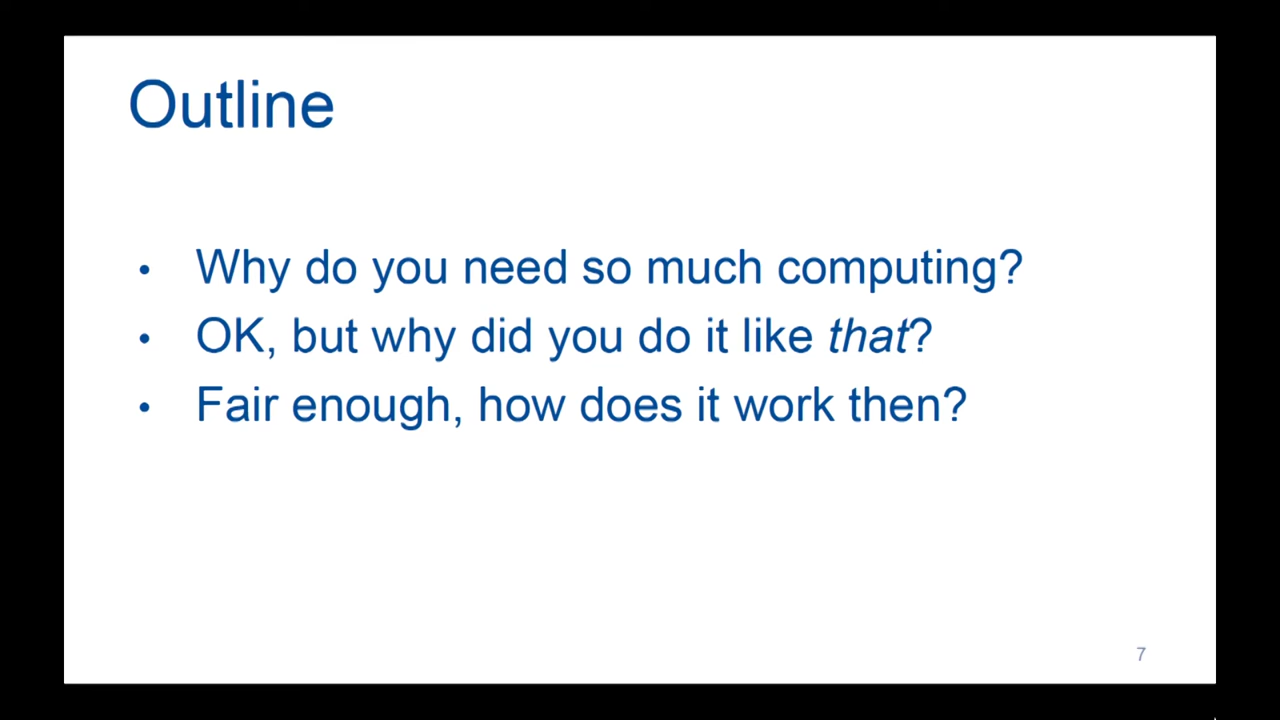 Outline
• Why do you need so much computing?
• OK, but why did you do it like that?
• Fair enough, how does it work then?
7